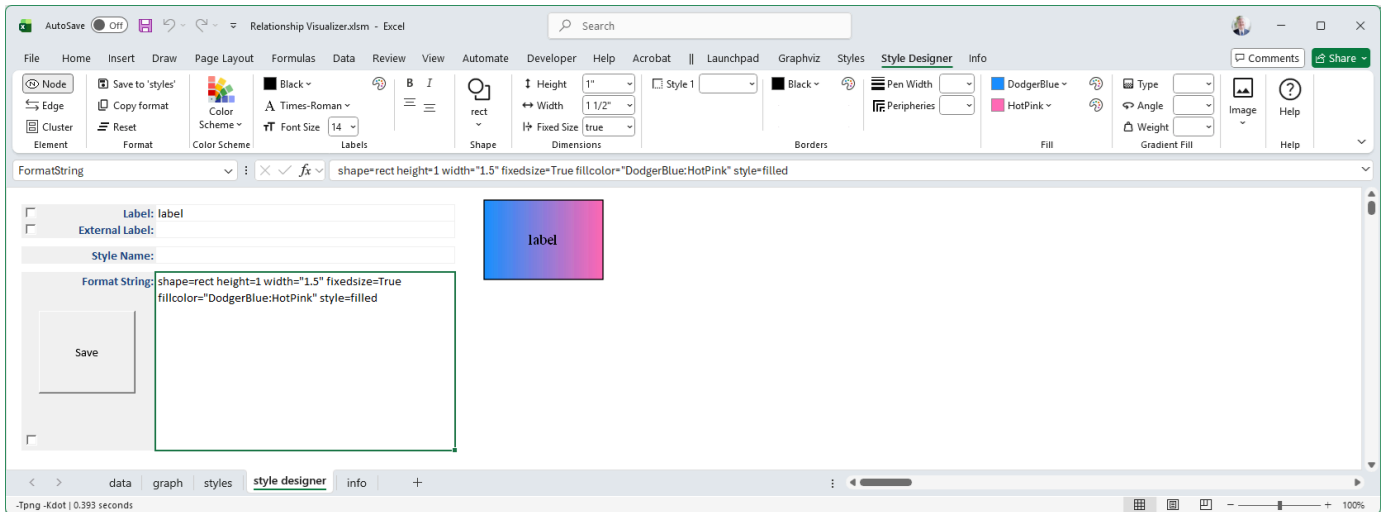 AutoSave Off Relationship Visualizer.xlsm - Excel Search
File Home Insert Draw Page Layout Formulas Data Review View Automate Developer Help Acrobat || Launchpad Graphviz Styles Style Designer Info Comments Share
Node Save to 'styles' Black B I Height 1" Style 1 Black Pen Width DodgerBlue Type
Edge Copy format Color Scheme Times-Roman rect Width 1 1/2" Peripheries HotPink Angle Image Help
Cluster Reset Font Size 14 Fixed Size true Weight
Element Format Color Scheme Labels Shape Dimensions Borders Fill Gradient Fill Help
FormatString fx shape=rect height=1 width="1.5" fixedsize=True fillcolor="DodgerBlue:HotPink" style=filled
Label: label
External Label:
label
Style Name:
Format String: shape=rect height=1 width="1.5" fixedsize=True
fillcolor="DodgerBlue:HotPink" style=filled
Save
data graph styles style designer info
-Tpng -Kdot | 0.393 seconds 100%